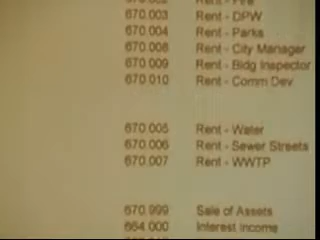 670.003 Rent - DPW
670.004 Rent - Parks
670.008 Rent - City Manager
670.009 Rent - Bldg Inspector
670.010 Rent - Comm Dev
670.005 Rent - Water
670.006 Rent - Sewer Streets
670.007 Rent - WWTP
670.999 Sale of Assets
664.000 Interest Income